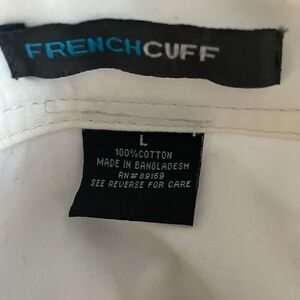 FRENCHCUFF
L
100% COTTON
MADE IN BANGLADESH
RN# 89169
SEE REVERSE FOR CARE